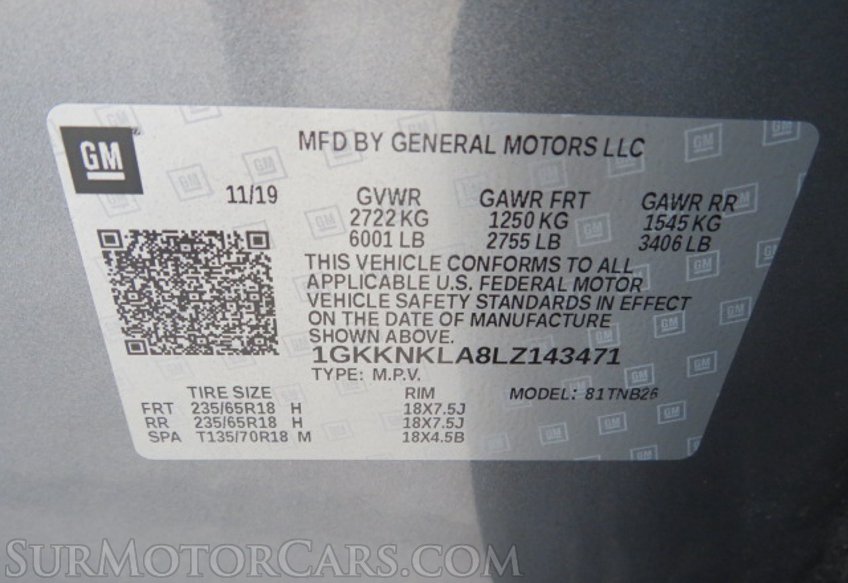 GM
MFD BY GENERAL MOTORS LLC
11/19 GVWR GAWR FRT GAWR RR
2722 KG 1250 KG 1545 KG
6001 LB 2755 LB 3406 LB
THIS VEHICLE CONFORMS TO ALL
APPLICABLE U.S. FEDERAL MOTOR
VEHICLE SAFETY STANDARDS IN EFFECT
ON THE DATE OF MANUFACTURE
SHOWN ABOVE.
1GKKNKLA8LZ143471
TYPE: M.P.V. MODEL: 81TNB26
TIRE SIZE RIM
FRT 235/65R18 H 18X7.5J
RR 235/65R18 H 18X7.5J
SPA T135/70R18 M 18X4.5B
SURMOTORCARS.COM